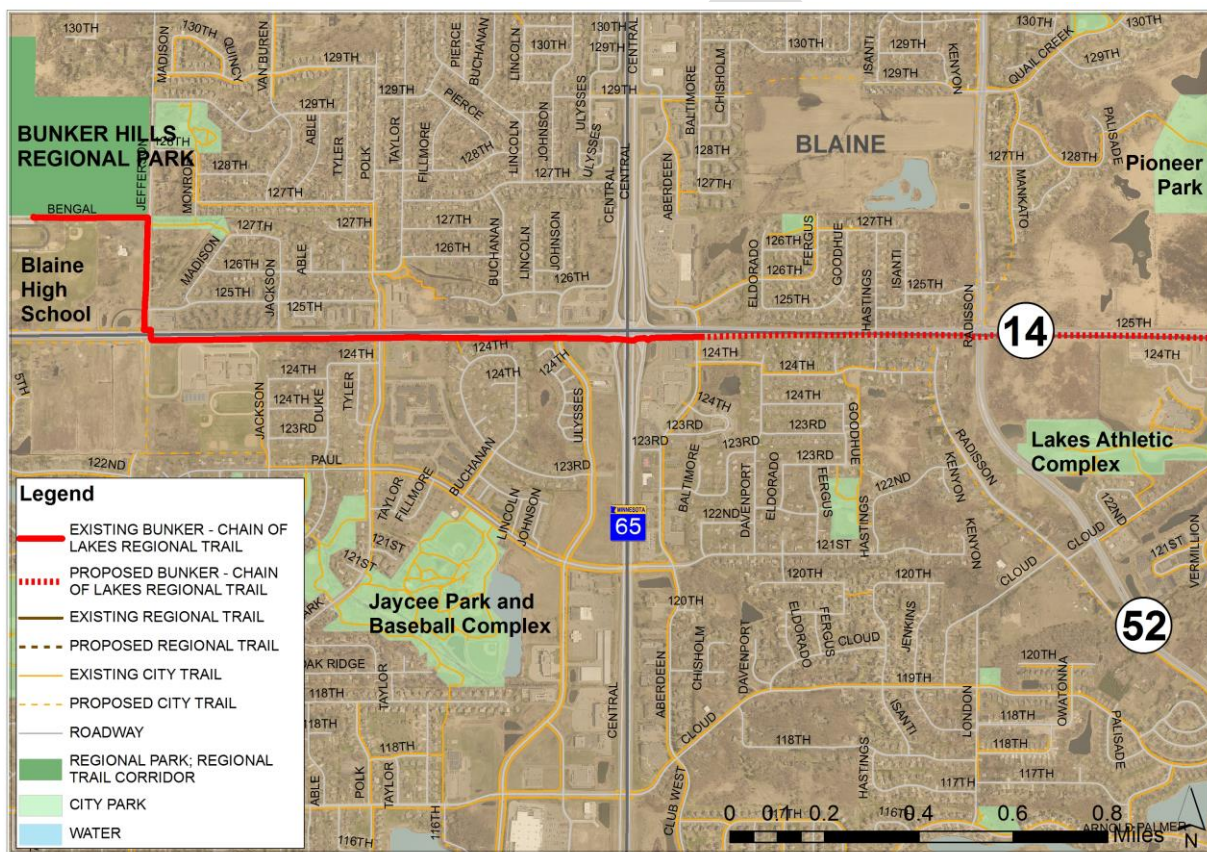 130TH
130TH
MADISON
QUINCY
VAN BUREN
129TH
129TH
ABLE
TYLER
POLK
128TH
128TH
MONROE
JEFFERSON
127TH
127TH
127TH
BUNKER HILLS
REGIONAL PARK
BENGAL
Blaine
High
School
MADISON
126TH
125TH
JACKSON
ABLE
125TH
PIERCE
BUCHANAN
LINCOLN
130TH
129TH
TAYLOR
FILLMORE
PIERCE
128TH
LINCOLN
JOHNSON
ULYSSES
ULYSSES
130TH
129TH
129TH
CENTRAL
127TH
127TH
126TH
BUCHANAN
LINCOLN
JOHNSON
126TH
CENTRAL
CENTRAL
ABERDEEN
BALTIMORE
CHISHOLM
128TH
127TH
130TH
ISANTI
129TH
129TH
KENYON
BLAINE
130TH
130TH
QUAIL CREEK
129TH
PALISADE
127TH
128TH
MANKATO
Pioneer
Park
ELDORADO
126TH
126TH
FERGUS
127TH
GOODHUE
125TH
HASTINGS
ISANTI
125TH
RADISSON
14
125TH
124TH
5TH
122ND
JACKSON
124TH
124TH
124TH
123RD
DUKE
TYLER
PAUL
124TH
124TH
124TH
ULYSSES
BUCHANAN
123RD
TAYLOR
FILLMORE
LINCOLN
JOHNSON
121ST
121ST
PARK
Jaycee Park and
Baseball Complex
OAK RIDGE
118TH
118TH
TAYLOR
118TH
ABLE
POLK
TAYLOR
116TH
116TH
MINNESOTA
65
CENTRAL
124TH
124TH
123RD
123RD
123RD
123RD
BALTIMORE
DAVENPORT
ELDORADO
FERGUS
GOODHUE
122ND
122ND
HASTINGS
121ST
KENYON
KENYON
RADISSON
Lakes Athletic
Complex
122ND
CLOUD
121ST
VERMILLION
52
120TH
120TH
120TH
ABERDEEN
CHISHOLM
DAVENPORT
ELDORADO
FERGUS
CLOUD
JENKINS
CLOUD
119TH
CLOUD
118TH
ISANTI
LONDON
120TH
OWATONNA
118TH
118TH
PALISADE
HASTINGS
117TH
117TH
CLUB WEST
117TH
ARNOLD PALMER
Legend
EXISTING BUNKER - CHAIN OF
LAKES REGIONAL TRAIL
PROPOSED BUNKER - CHAIN
OF LAKES REGIONAL TRAIL
EXISTING REGIONAL TRAIL
PROPOSED REGIONAL TRAIL
EXISTING CITY TRAIL
PROPOSED CITY TRAIL
ROADWAY
REGIONAL PARK; REGIONAL
TRAIL CORRIDOR
CITY PARK
WATER
0 0.2 0.4 0.6 0.8
Miles
N